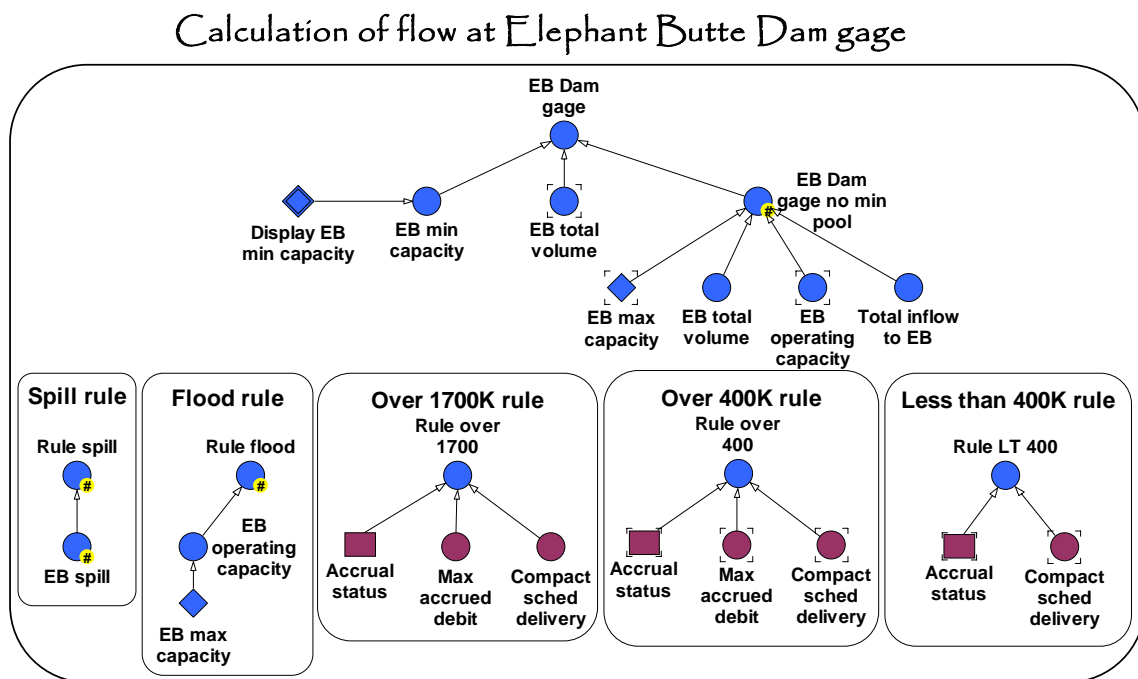 Calculation of flow at Elephant Butte Dam gage
EB Dam
gage
Display EB
min capacity
EB min
capacity
EB total
volume
EB Dam
gage no min
pool
#
EB max
capacity
EB total
volume
EB
operating
capacity
Total inflow
to EB
Spill rule
Rule spill
#
#
EB spill
Flood rule
Rule flood
#
EB
operating
capacity
EB max
capacity
Over 1700K rule
Rule over
1700
Accrual
status
Max
accrued
debit
Compact
sched
delivery
Over 400K rule
Rule over
400
Accrual
status
Max
accrued
debit
Compact
sched
delivery
Less than 400K rule
Rule LT 400
Accrual
status
Compact
sched
delivery